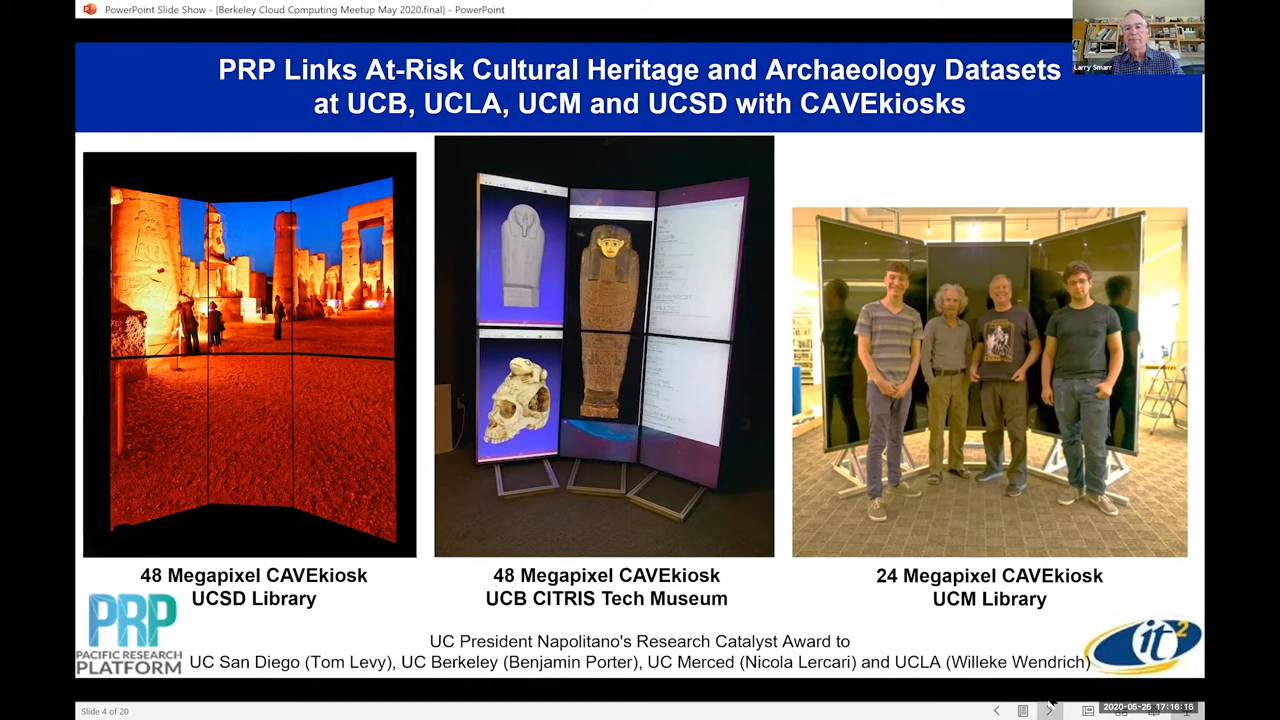 PowerPoint Slide Show - [Berkeley Cloud Computing Meetup May 2020.final] - PowerPoint
Larry Smarr
PRP Links At-Risk Cultural Heritage and Archaeology Datasets
at UCB, UCLA, UCM and UCSD with CAVEkiosks
48 Megapixel CAVEkiosk
UCSD Library
48 Megapixel CAVEkiosk
UCB CITRIS Tech Museum
24 Megapixel CAVEkiosk
UCM Library
PRP
PACIFIC RESEARCH
PLATFORM
it2
UC President Napolitano's Research Catalyst Award to
UC San Diego (Tom Levy), UC Berkeley (Benjamin Porter), UC Merced (Nicola Lercari) and UCLA (Willeke Wendrich)
Slide 4 of 20
2020-05-26 17:16:16